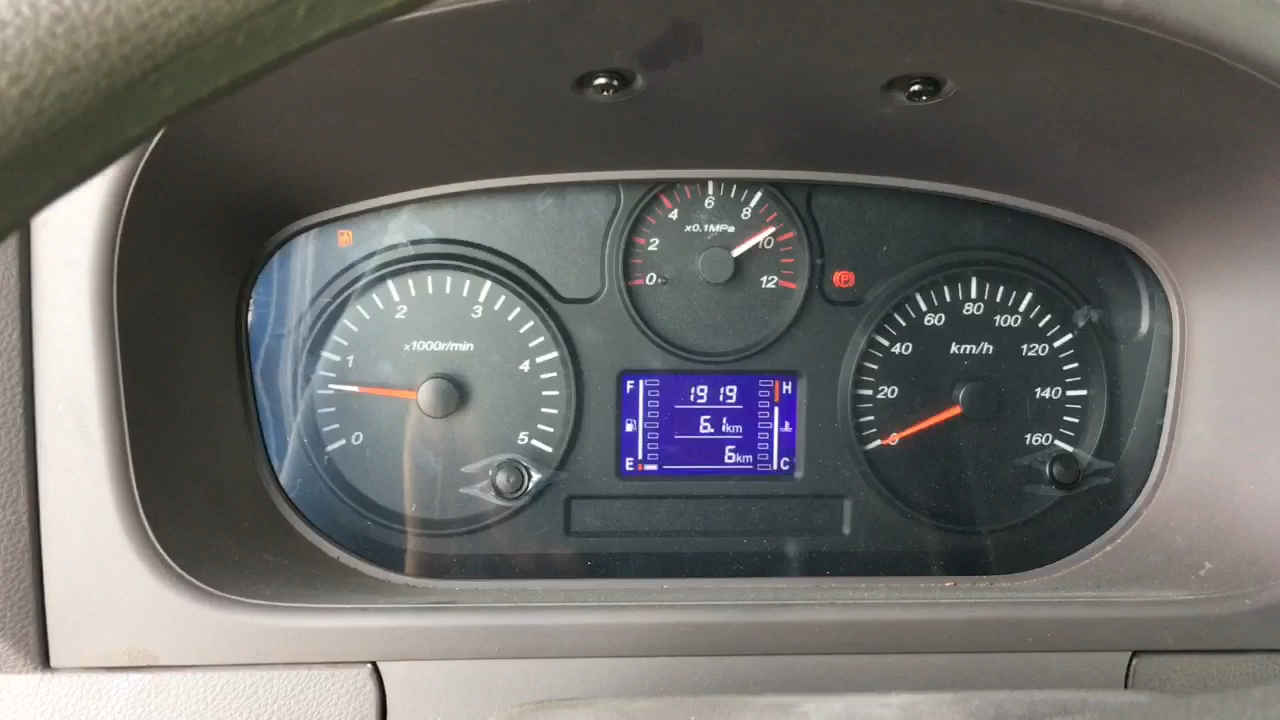 0 1 2 3 4 5
x1000r/min
0 2 4 6 8 10 12
x0.1MPa
(P)
F H
1919
6.1km
6km
E C
0 20 40 60 80 100 120 140 160
km/h